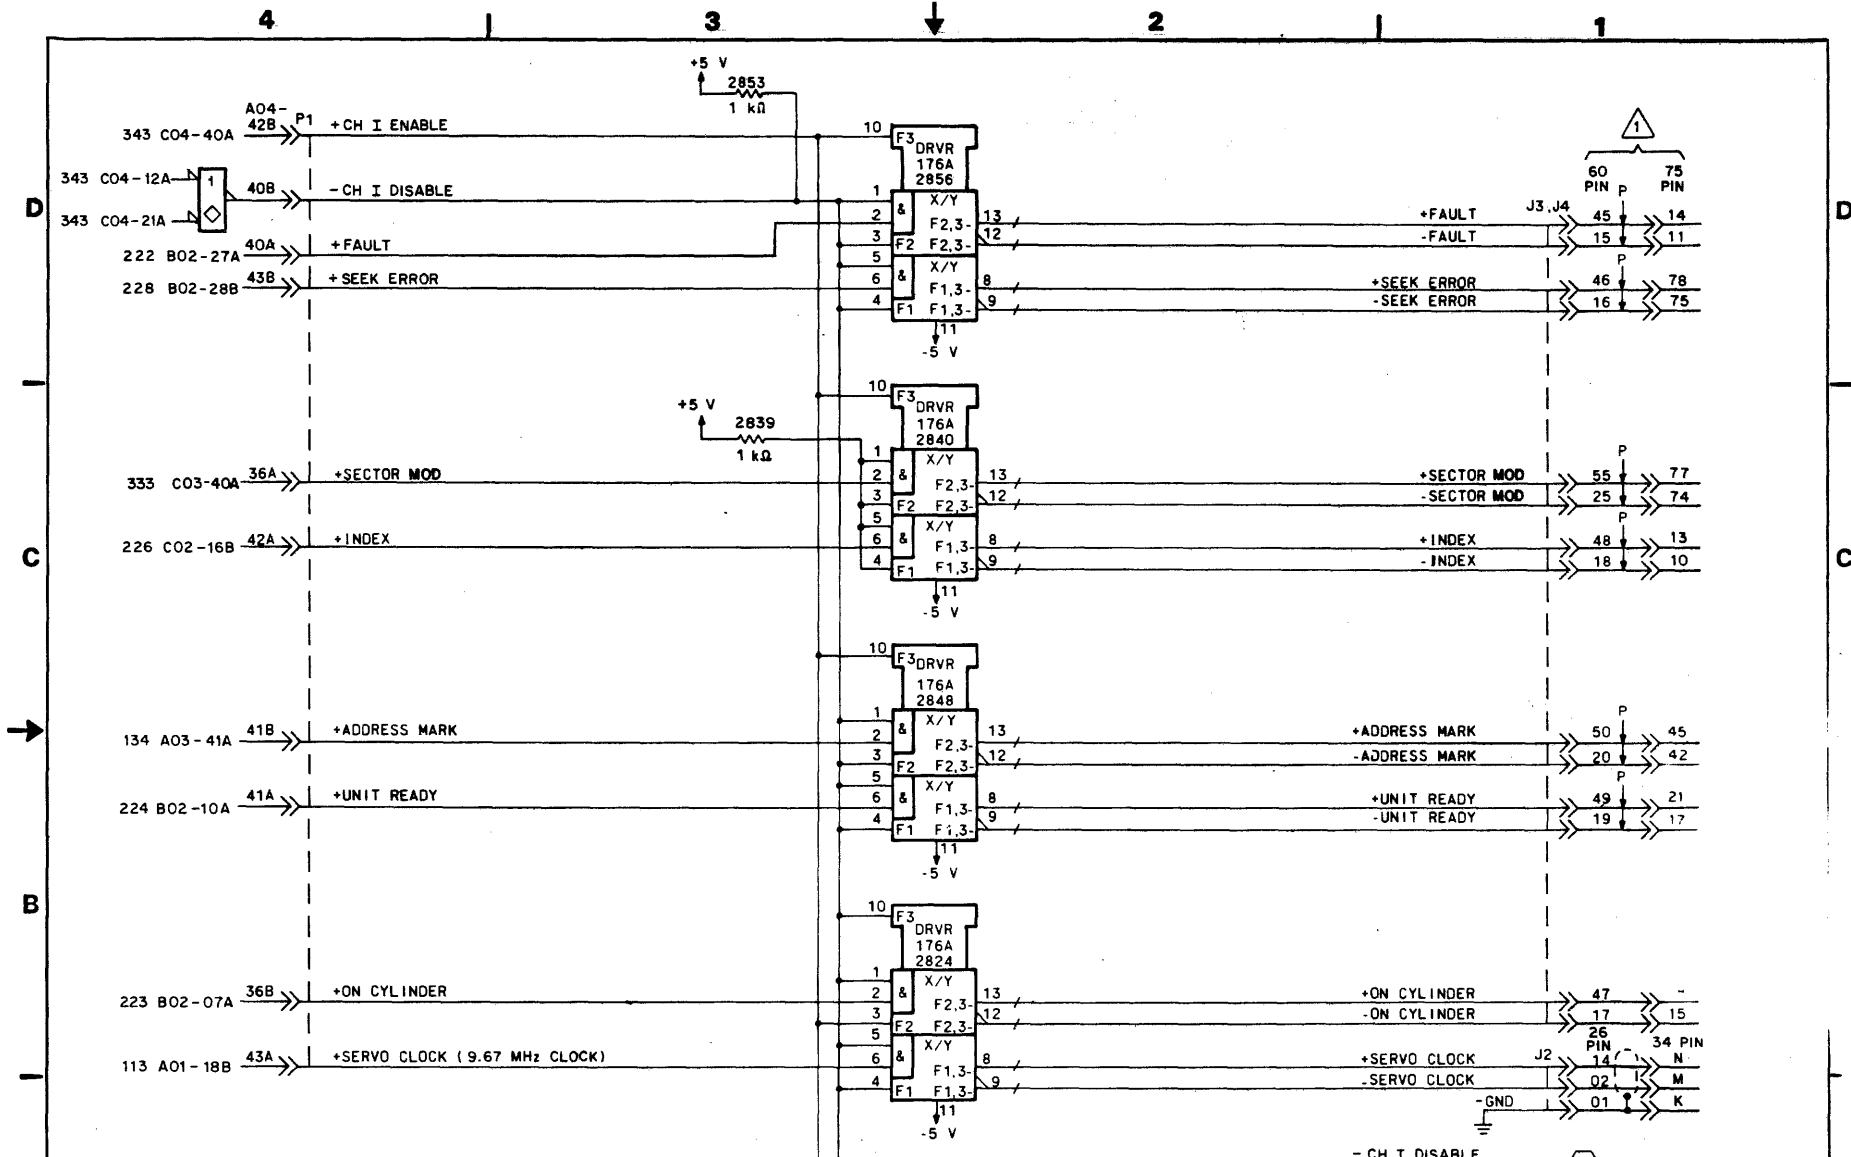 4 3 2 1
+5 V
2853
1 kΩ
A04-
343 C04-40A 42B P1 +CH I ENABLE 10 F3 DRVR
176A
2856
1
343 C04-12A
1
343 C04-21A
40B -CH I DISABLE 1 X/Y
D D
60 PIN P 75 PIN
& 2 F2,3- 13 +FAULT J3,J4 45 14
3 F2 F2,3- 12 -FAULT 15 11
222 B02-27A 40A +FAULT
5 X/Y P
228 B02-28B 43B +SEEK ERROR 6 & F1,3- 8 +SEEK ERROR 46 78
4 F1 F1,3- 9 -SEEK ERROR 16 75
11
-5 V
10 F3 DRVR
176A
2840
+5 V
2839
1 kΩ
1 X/Y P
333 C03-40A 36A +SECTOR MOD 2 & F2,3- 13 +SECTOR MOD 55 77
3 F2 F2,3- 12 -SECTOR MOD 25 74
5 X/Y P
226 C02-16B 42A +INDEX 6 & F1,3- 8 +INDEX 48 13
4 F1 F1,3- 9 -INDEX 18 10
C C
11
-5 V
10 F3 DRVR
176A
2848
1 X/Y P
134 A03-41A 41B +ADDRESS MARK 2 & F2,3- 13 +ADDRESS MARK 50 45
3 F2 F2,3- 12 -ADDRESS MARK 20 42
5 X/Y P
224 B02-10A 41A +UNIT READY 6 & F1,3- 8 +UNIT READY 49 21
4 F1 F1,3- 9 -UNIT READY 19 17
11
-5 V
B
10 F3 DRVR
176A
2824
1 X/Y
223 B02-07A 36B +ON CYLINDER 2 & F2,3- 13 +ON CYLINDER 47 -
3 F2 F2,3- 12 -ON CYLINDER 17 15
26 PIN 34 PIN
5 X/Y
113 A01-18B 43A +SERVO CLOCK (9.67 MHz CLOCK) 6 & F1,3- 8 +SERVO CLOCK J2 14 N
4 F1 F1,3- 9 -SERVO CLOCK 02 M
-GND 01 K
11
-5 V
-CH I DISABLE